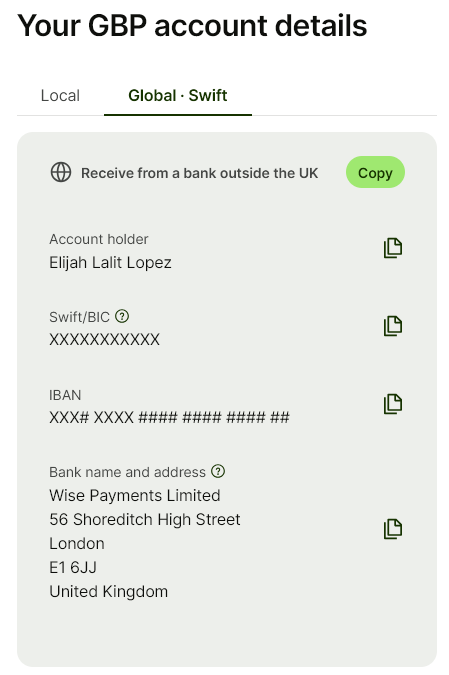 Your GBP account details
Local
Global · Swift
Receive from a bank outside the UK
Copy
Account holder
Elijah Lalit Lopez
Swift/BIC ?
XXXXXXXXXXX
IBAN
XXX# XXXX #### #### #### ##
Bank name and address ?
Wise Payments Limited
56 Shoreditch High Street
London
E1 6JJ
United Kingdom